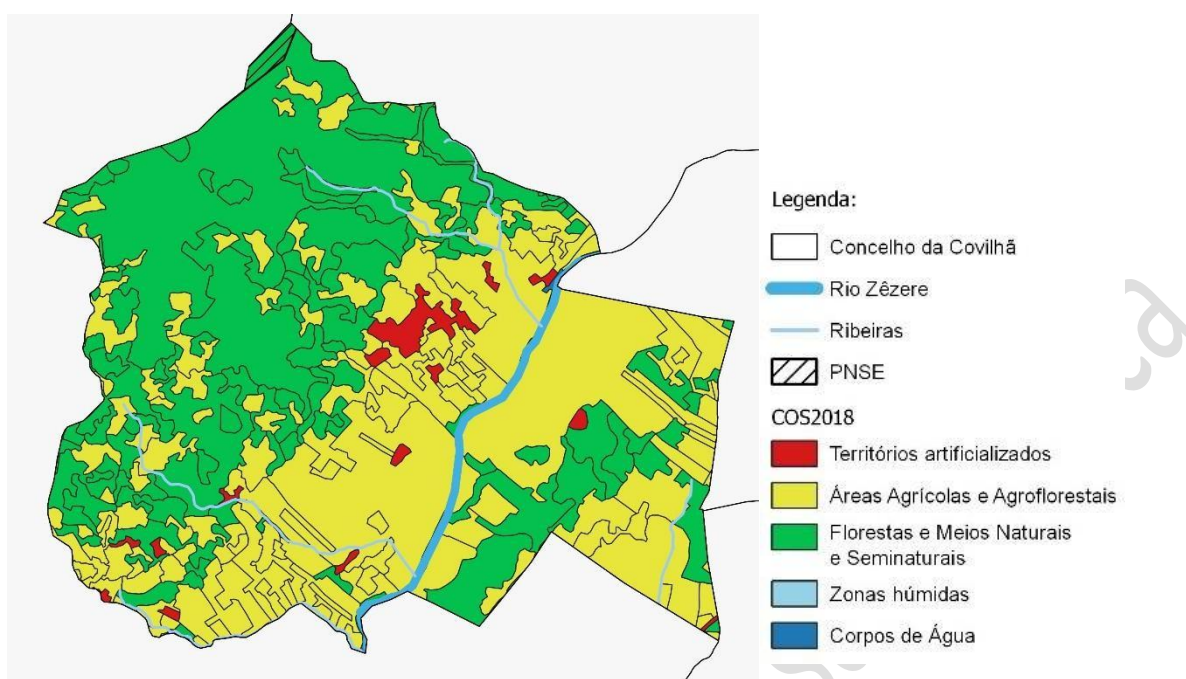 Legenda:
Concelho da Covilhã
Rio Zêzere
Ribeiras
PNSE
COS2018
Territórios artificializados
Áreas Agrícolas e Agroflorestais
Florestas e Meios Naturais
e Seminaturais
Zonas húmidas
Corpos de Água